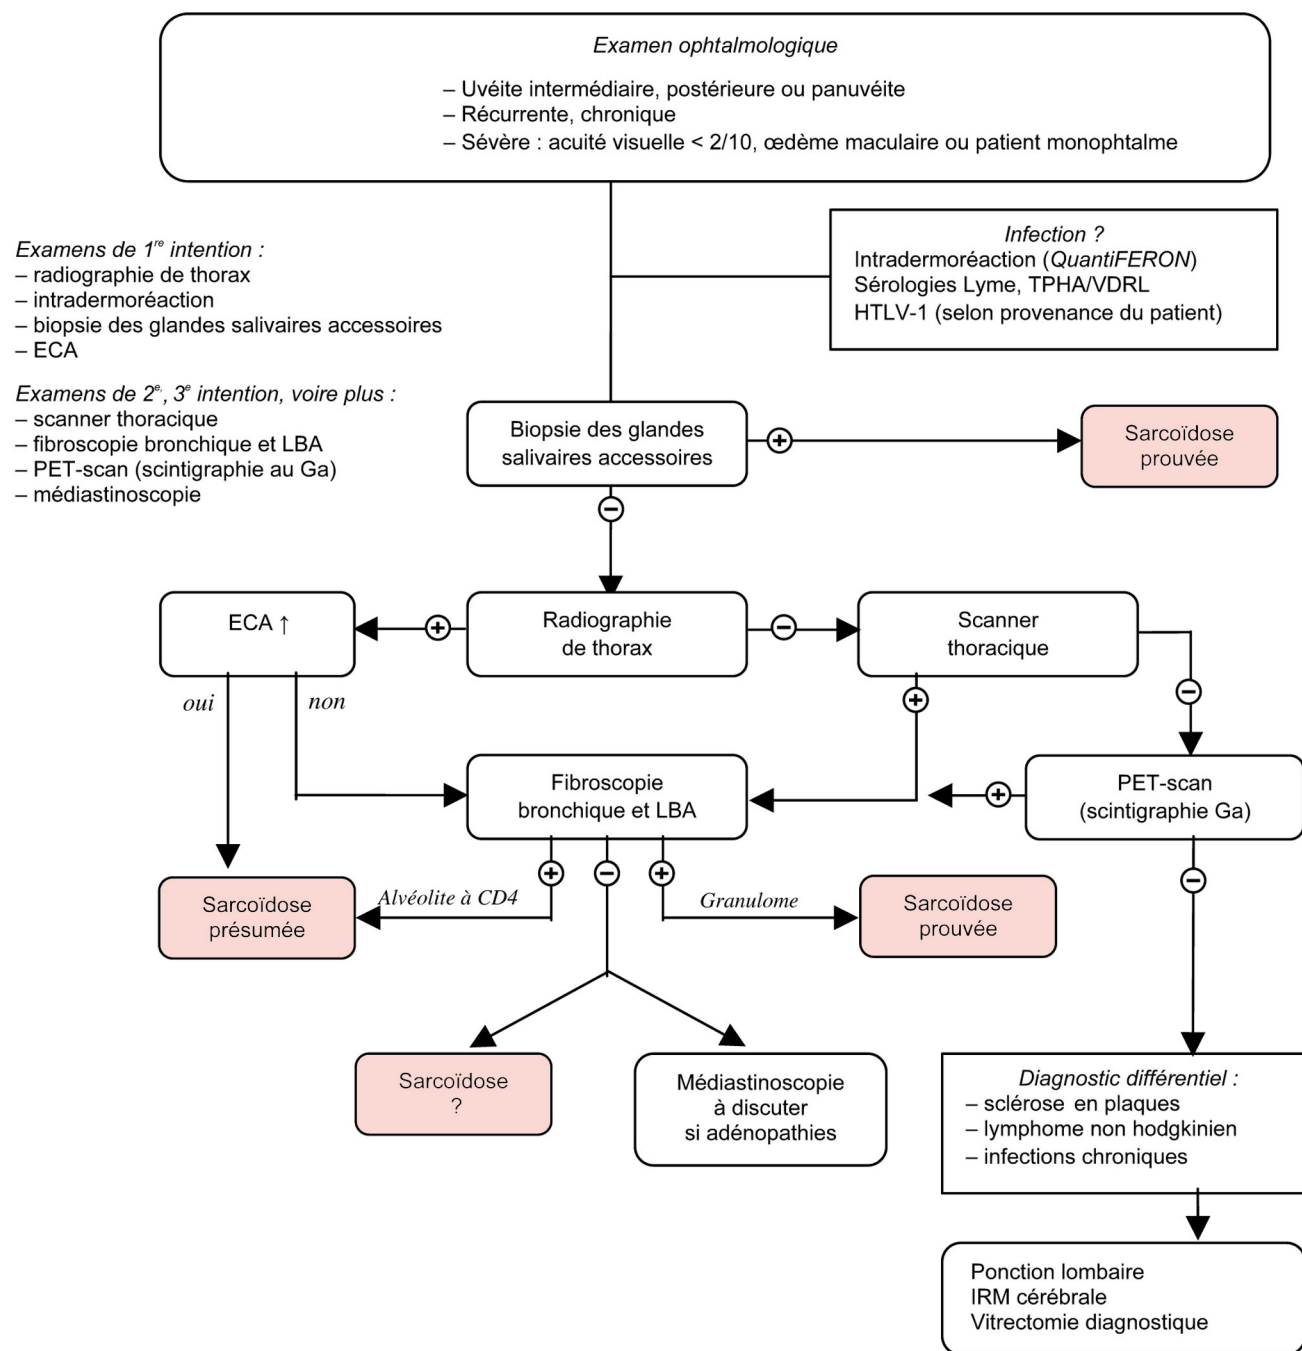 Examen ophtalmologique
– Uvéite intermédiaire, postérieure ou panuvéite
– Récurrente, chronique
– Sévère : acuité visuelle < 2/10, œdème maculaire ou patient monophtalme
Infection ?
Intradermoréaction (QuantiFERON)
Sérologies Lyme, TPHA/VDRL
HTLV-1 (selon provenance du patient)
Examens de 1re intention :
– radiographie de thorax
– intradermoréaction
– biopsie des glandes salivaires accessoires
– ECA
Examens de 2e, 3e intention, voire plus :
– scanner thoracique
– fibroscopie bronchique et LBA
– PET-scan (scintigraphie au Ga)
– médiastinoscopie
Biopsie des glandes
salivaires accessoires
+
Sarcoïdose
prouvée
−
ECA ↑
+
Radiographie
de thorax
−
Scanner
thoracique
oui
non
+
−
Fibroscopie
bronchique et LBA
+
PET-scan
(scintigraphie Ga)
+
−
+
−
Sarcoïdose
présumée
Alvéolite à CD4
Granulome
Sarcoïdose
prouvée
Sarcoïdose
?
Médiastinoscopie
à discuter
si adénopathies
Diagnostic différentiel :
– sclérose en plaques
– lymphome non hodgkinien
– infections chroniques
Ponction lombaire
IRM cérébrale
Vitrectomie diagnostique